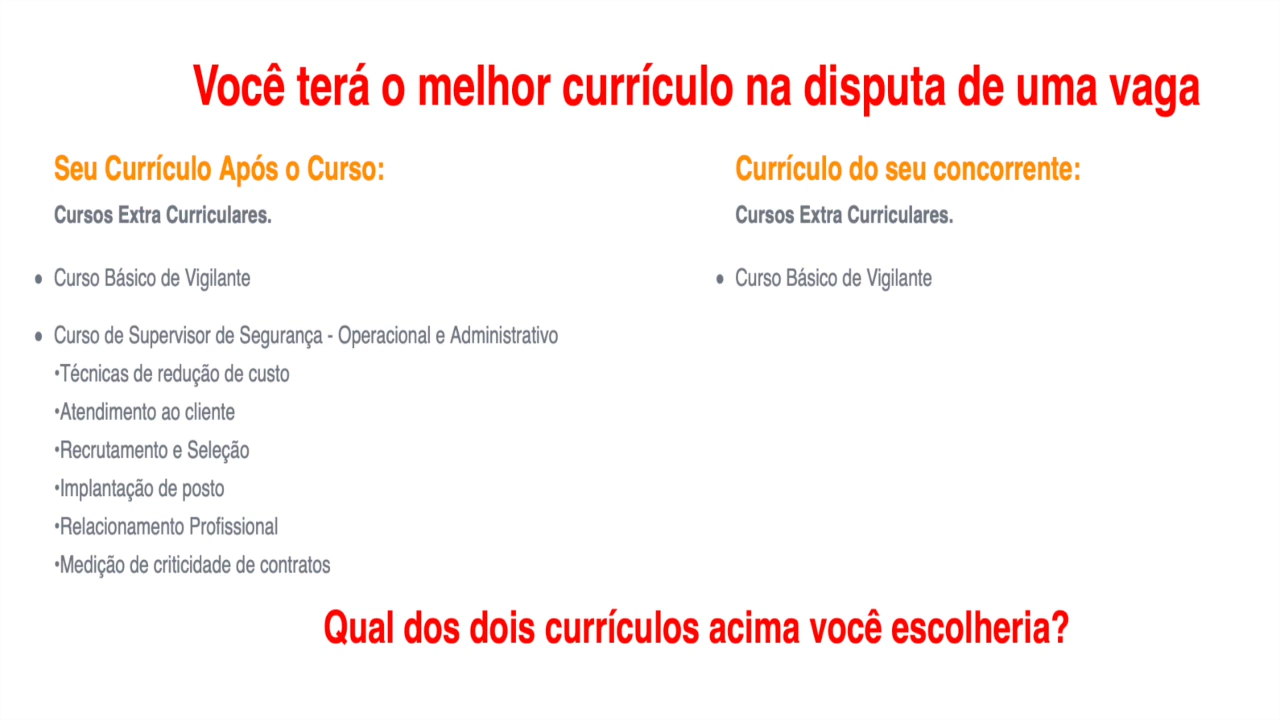 Você terá o melhor currículo na disputa de uma vaga
Seu Currículo Após o Curso:
Cursos Extra Curriculares.
• Curso Básico de Vigilante
• Curso de Supervisor de Segurança - Operacional e Administrativo
•Técnicas de redução de custo
•Atendimento ao cliente
•Recrutamento e Seleção
•Implantação de posto
•Relacionamento Profissional
•Medição de criticidade de contratos
Currículo do seu concorrente:
Cursos Extra Curriculares.
• Curso Básico de Vigilante
Qual dos dois currículos acima você escolheria?